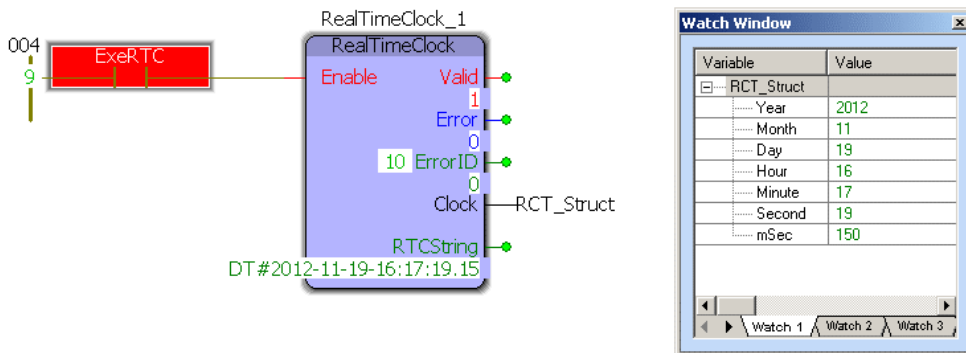 RealTimeClock_1
004
ExeRTC
RealTimeClock
9
Enable
Valid
1
Error
0
10 ErrorID
0
Clock
RCT_Struct
RTCString
DT#2012-11-19-16:17:19.15
Watch Window
Variable Value
RCT_Struct
Year 2012
Month 11
Day 19
Hour 16
Minute 17
Second 19
mSec 150
Watch 1 Watch 2 Watch 3